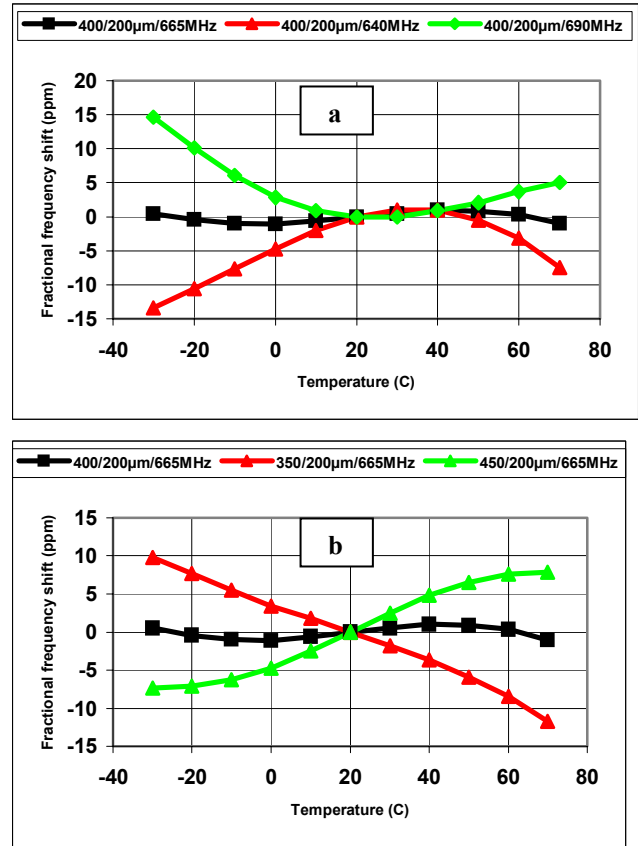 400/200µm/665MHz 400/200µm/640MHz 400/200µm/690MHz
20
15
10
5
0
-5
-10
-15
Fractional frequency shift (ppm)
a
-40 -20 0 20 40 60 80
Temperature (C)
400/200µm/665MHz 350/200µm/665MHz 450/200µm/665MHz
15
10
5
0
-5
-10
-15
Fractional frequency shift (ppm)
b
-40 -20 0 20 40 60 80
Temperature (C)